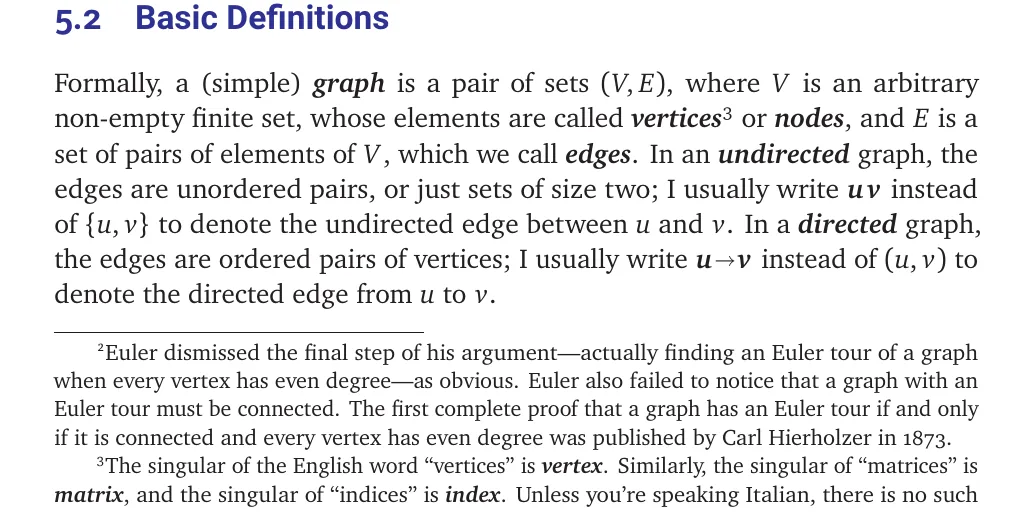 5.2 Basic Definitions
Formally, a (simple) graph is a pair of sets (V, E), where V is an arbitrary
non-empty finite set, whose elements are called vertices³ or nodes, and E is a
set of pairs of elements of V, which we call edges. In an undirected graph, the
edges are unordered pairs, or just sets of size two; I usually write uv instead
of {u, v} to denote the undirected edge between u and v. In a directed graph,
the edges are ordered pairs of vertices; I usually write u→v instead of (u, v) to
denote the directed edge from u to v.
²Euler dismissed the final step of his argument—actually finding an Euler tour of a graph
when every vertex has even degree—as obvious. Euler also failed to notice that a graph with an
Euler tour must be connected. The first complete proof that a graph has an Euler tour if and only
if it is connected and every vertex has even degree was published by Carl Hierholzer in 1873.
³The singular of the English word “vertices” is vertex. Similarly, the singular of “matrices” is
matrix, and the singular of “indices” is index. Unless you’re speaking Italian, there is no such